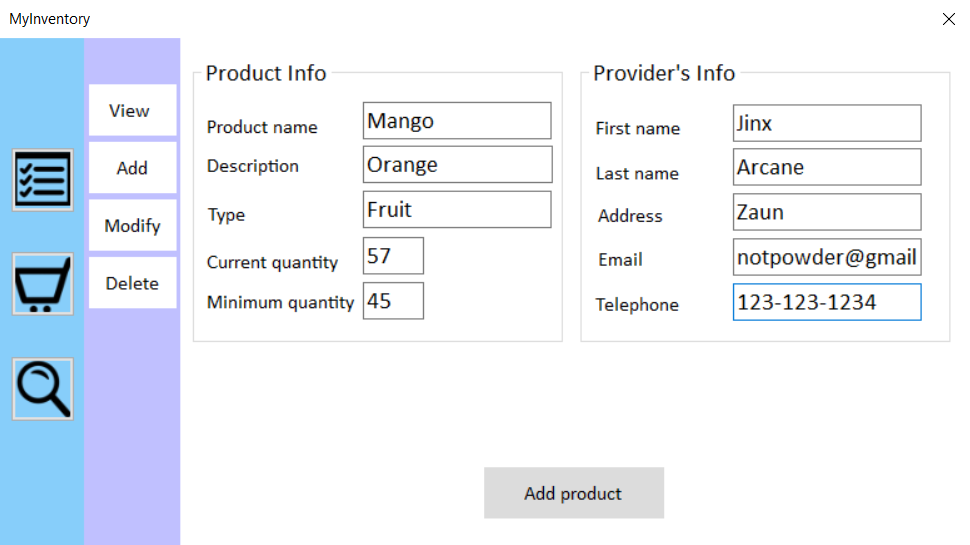 MyInventory
View
Add
Modify
Delete
Product Info
Product name Mango
Description Orange
Type Fruit
Current quantity 57
Minimum quantity 45
Provider's Info
First name Jinx
Last name Arcane
Address Zaun
Email notpowder@gmail
Telephone 123-123-1234
Add product